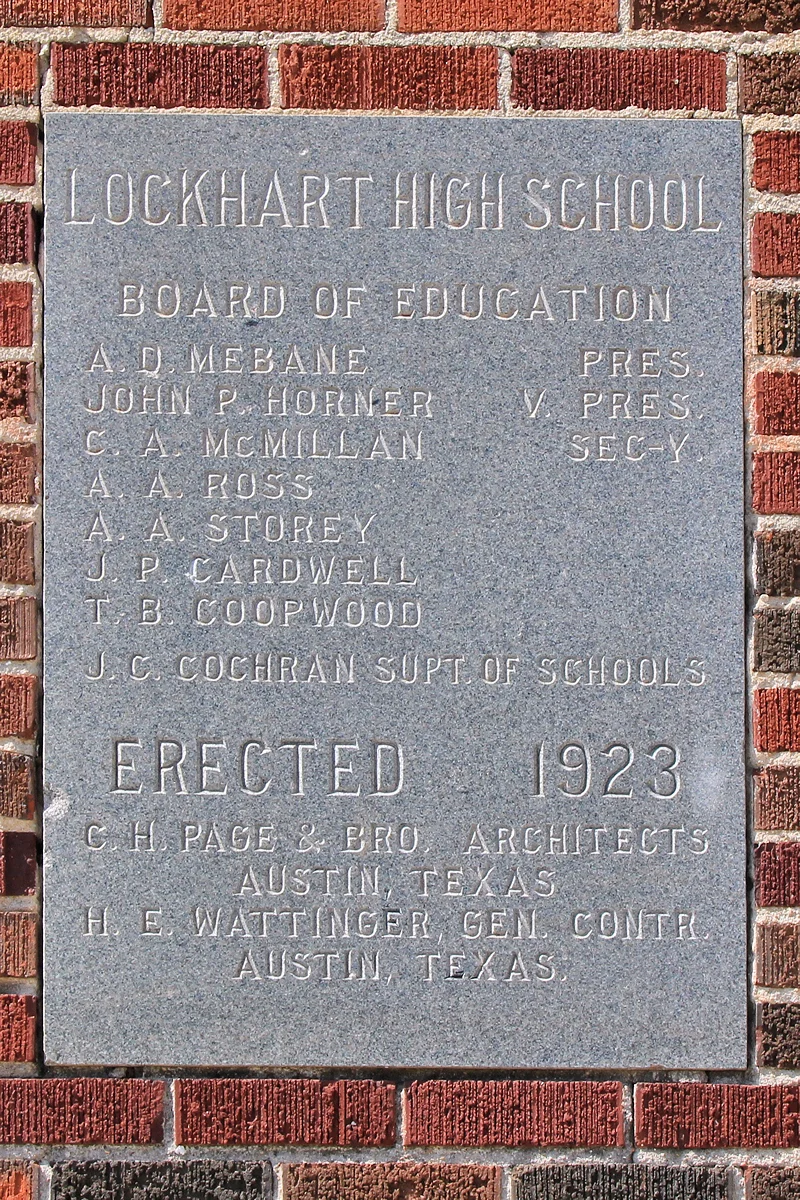 LOCKHART HIGH SCHOOL
BOARD OF EDUCATION
A. D. MEBANE PRES.
JOHN P. HORNER V. PRES.
C. A. McMILLAN SEC-Y.
A. A. ROSS
A. A. STOREY
J. P. CARDWELL
T. B. COOPWOOD
J. C. COCHRAN SUPT. OF SCHOOLS
ERECTED 1923
C. H. PAGE & BRO. ARCHITECTS
AUSTIN, TEXAS
H. E. WATTINGER, GEN. CONTR.
AUSTIN, TEXAS.